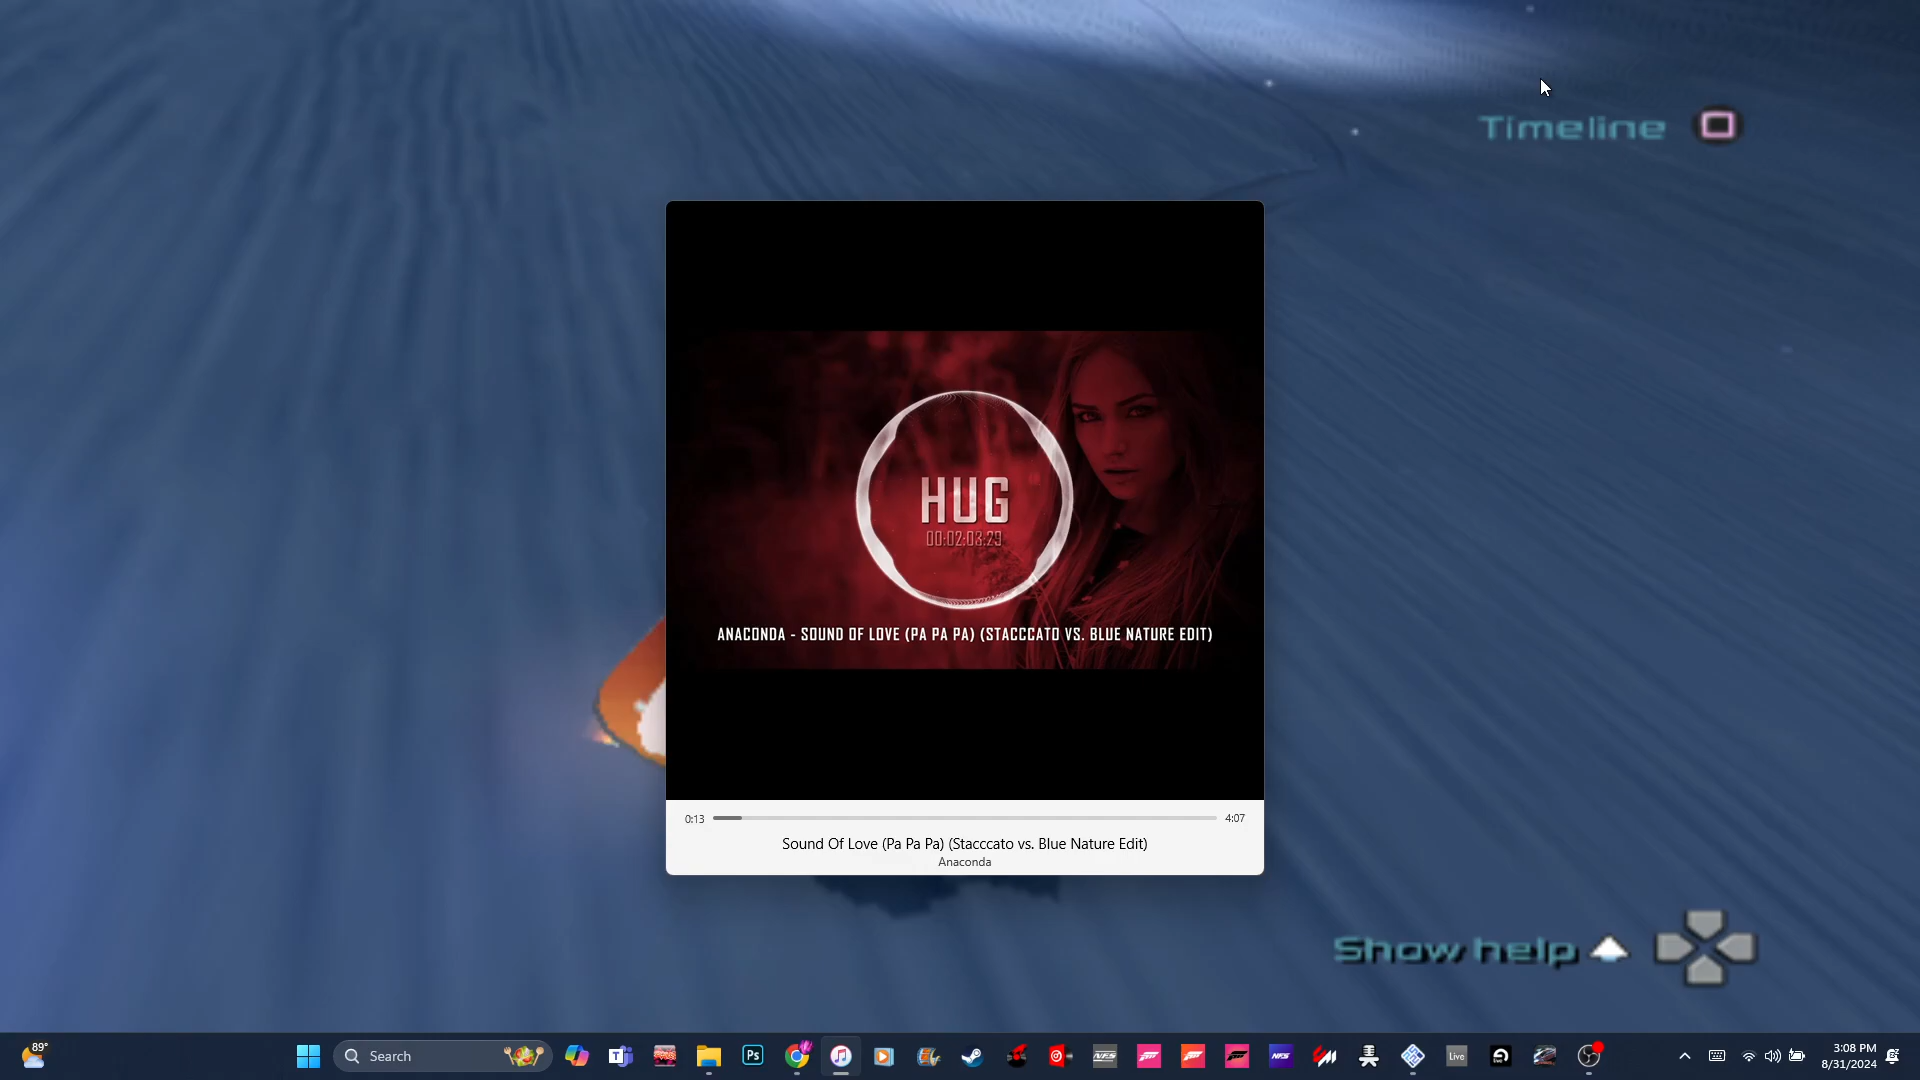 Timeline
HUG
00:02:03:29
ANACONDA - SOUND OF LOVE (PA PA PA) (STACCCATO VS. BLUE NATURE EDIT)
0:13
4:07
Sound Of Love (Pa Pa Pa) (Stacccato vs. Blue Nature Edit)
Anaconda
Show help
89°
Search
Ps
NFS
NFS
Live
3:08 PM
8/31/2024